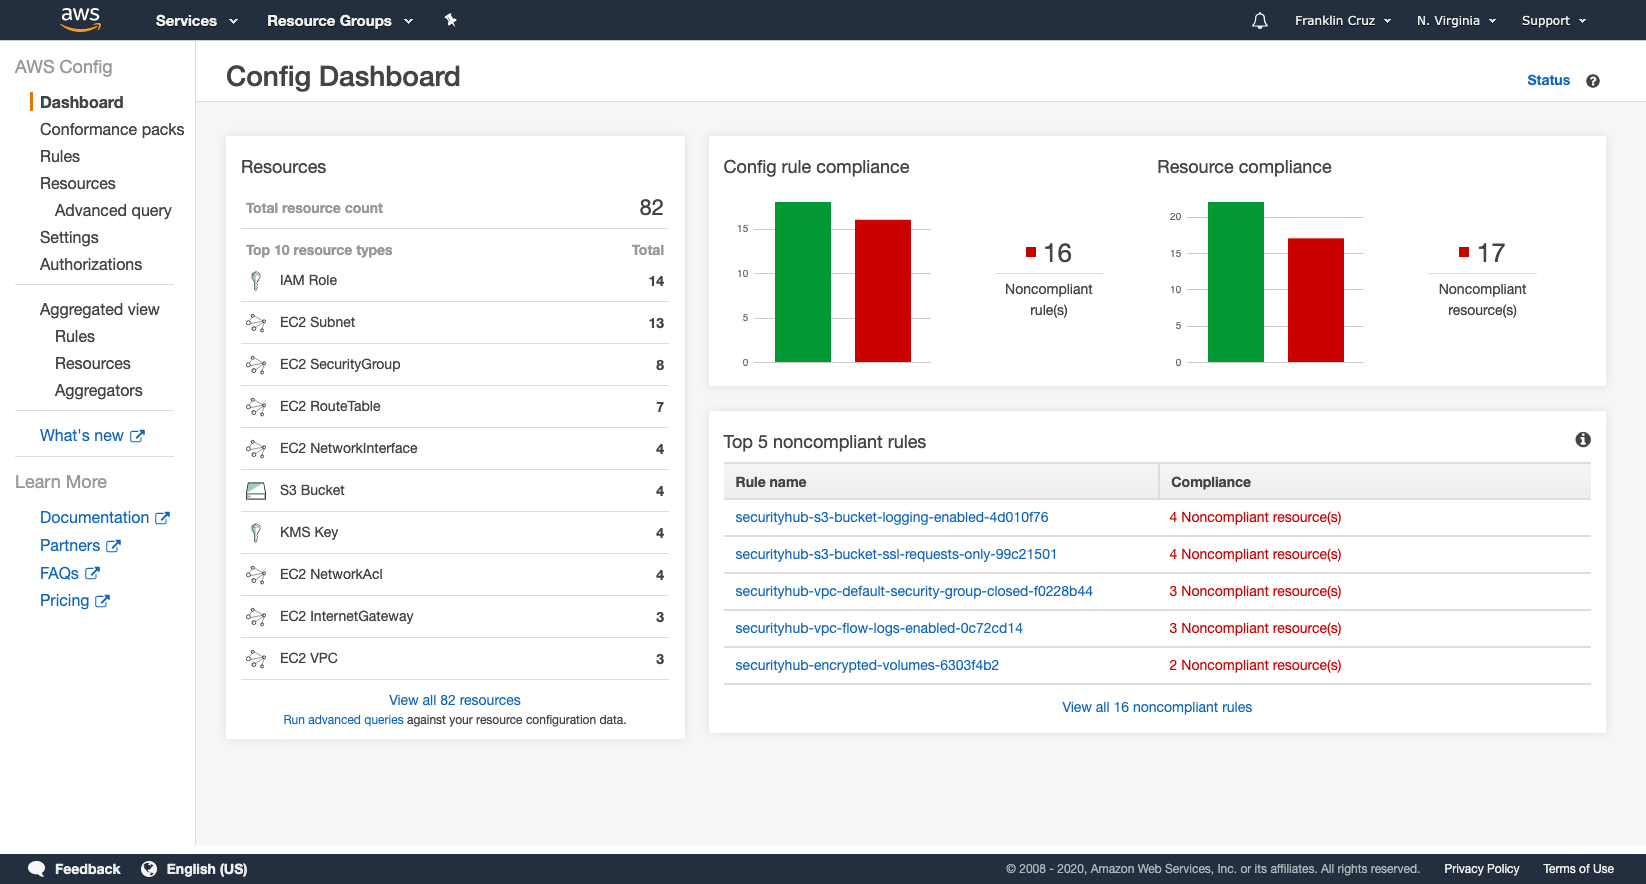 aws
Services
Resource Groups
Franklin Cruz
N. Virginia
Support
AWS Config
Dashboard
Conformance packs
Rules
Resources
Advanced query
Settings
Authorizations
Aggregated view
Rules
Resources
Aggregators
What's new
Learn More
Documentation
Partners
FAQs
Pricing
Config Dashboard
Status
Resources
Total resource count 82
Top 10 resource types Total
IAM Role 14
EC2 Subnet 13
EC2 SecurityGroup 8
EC2 RouteTable 7
EC2 NetworkInterface 4
S3 Bucket 4
KMS Key 4
EC2 NetworkAcl 4
EC2 InternetGateway 3
EC2 VPC 3
View all 82 resources
Run advanced queries against your resource configuration data.
Config rule compliance
15
10
5
0
16
Noncompliant
rule(s)
Resource compliance
20
15
10
5
0
17
Noncompliant
resource(s)
Top 5 noncompliant rules
Rule name Compliance
securityhub-s3-bucket-logging-enabled-4d010f76 4 Noncompliant resource(s)
securityhub-s3-bucket-ssl-requests-only-99c21501 4 Noncompliant resource(s)
securityhub-vpc-default-security-group-closed-f0228b44 3 Noncompliant resource(s)
securityhub-vpc-flow-logs-enabled-0c72cd14 3 Noncompliant resource(s)
securityhub-encrypted-volumes-6303f4b2 2 Noncompliant resource(s)
View all 16 noncompliant rules
Feedback
English (US)
© 2008 - 2020, Amazon Web Services, Inc. or its affiliates. All rights reserved.
Privacy Policy
Terms of Use